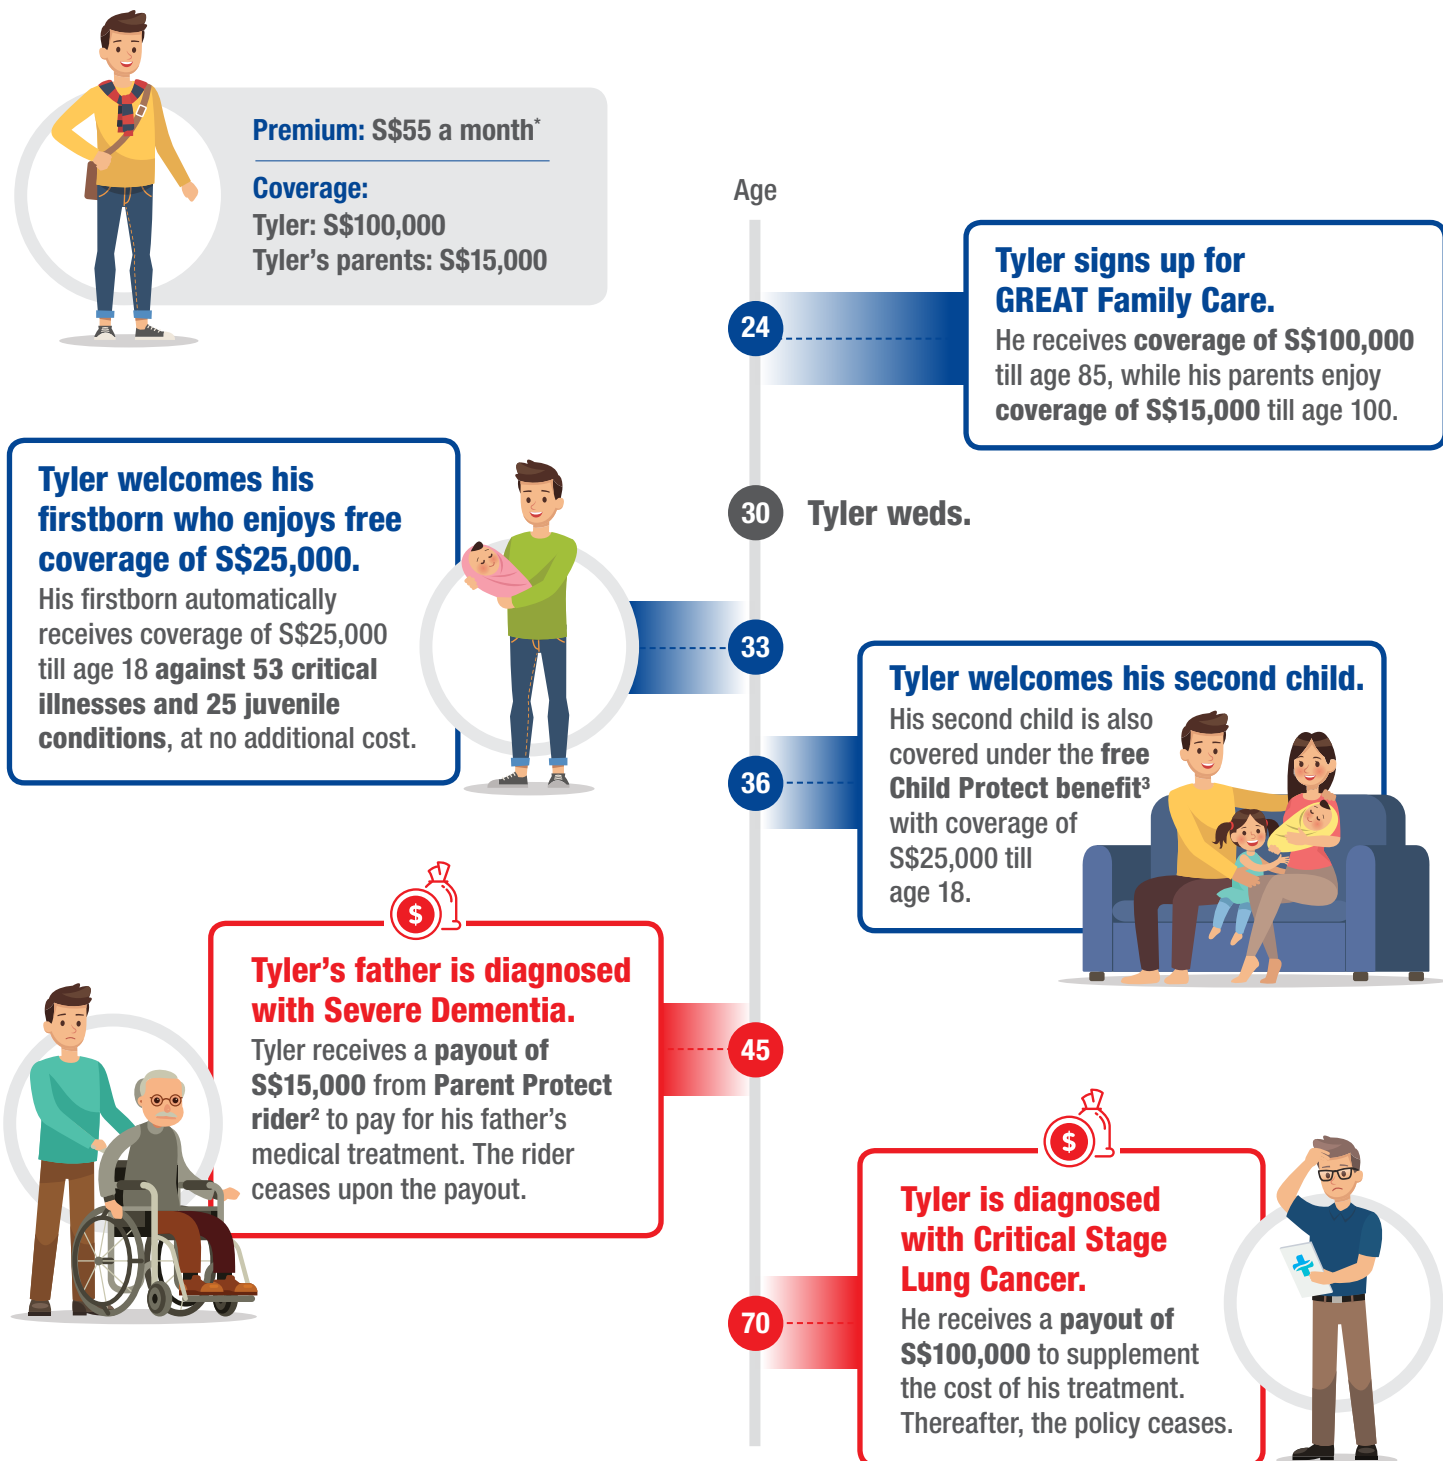 Premium: S$55 a month*
Coverage:
Tyler: S$100,000
Tyler's parents: S$15,000
Age
24
Tyler signs up for
GREAT Family Care.
He receives coverage of S$100,000
till age 85, while his parents enjoy
coverage of S$15,000 till age 100.
30
Tyler weds.
Tyler welcomes his
firstborn who enjoys free
coverage of S$25,000.
His firstborn automatically
receives coverage of S$25,000
till age 18 against 53 critical
illnesses and 25 juvenile
conditions, at no additional cost.
33
36
Tyler welcomes his second child.
His second child is also
covered under the free
Child Protect benefit³
with coverage of
S$25,000 till
age 18.
$
Tyler's father is diagnosed
with Severe Dementia.
Tyler receives a payout of
S$15,000 from Parent Protect
rider² to pay for his father's
medical treatment. The rider
ceases upon the payout.
45
70
$
Tyler is diagnosed
with Critical Stage
Lung Cancer.
He receives a payout of
S$100,000 to supplement
the cost of his treatment.
Thereafter, the policy ceases.